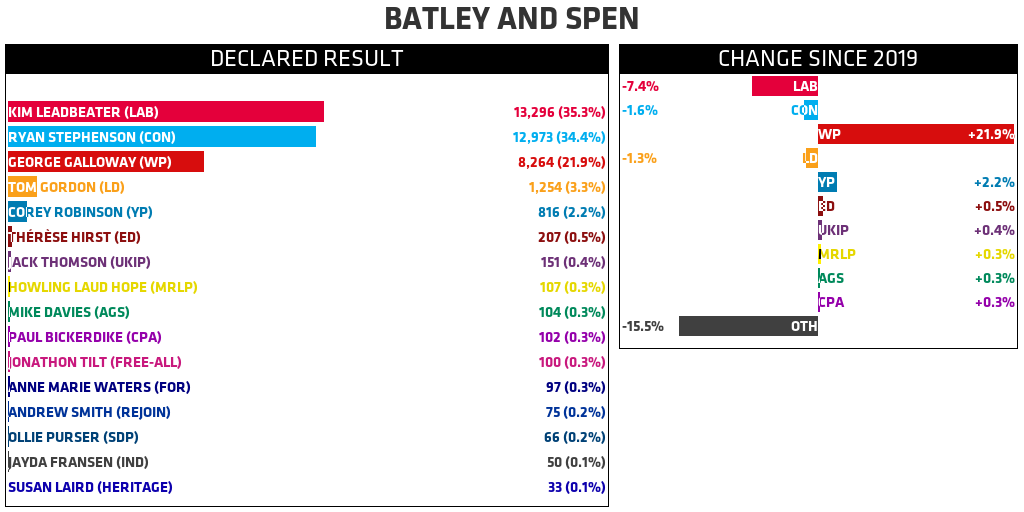 BATLEY AND SPEN
DECLARED RESULT
KIM LEADBEATER (LAB) 13,296 (35.3%)
RYAN STEPHENSON (CON) 12,973 (34.4%)
GEORGE GALLOWAY (WP) 8,264 (21.9%)
TOM GORDON (LD) 1,254 (3.3%)
COREY ROBINSON (YP) 816 (2.2%)
THÉRÈSE HIRST (ED) 207 (0.5%)
JACK THOMSON (UKIP) 151 (0.4%)
HOWLING LAUD HOPE (MRLP) 107 (0.3%)
MIKE DAVIES (AGS) 104 (0.3%)
PAUL BICKERDIKE (CPA) 102 (0.3%)
JONATHON TILT (FREE-ALL) 100 (0.3%)
ANNE MARIE WATERS (FOR) 97 (0.3%)
ANDREW SMITH (REJOIN) 75 (0.2%)
OLLIE PURSER (SDP) 66 (0.2%)
JAYDA FRANSEN (IND) 50 (0.1%)
SUSAN LAIRD (HERITAGE) 33 (0.1%)
CHANGE SINCE 2019
-7.4% LAB
-1.6% CON
WP +21.9%
-1.3% LD
YP +2.2%
ED +0.5%
UKIP +0.4%
MRLP +0.3%
AGS +0.3%
CPA +0.3%
-15.5% OTH